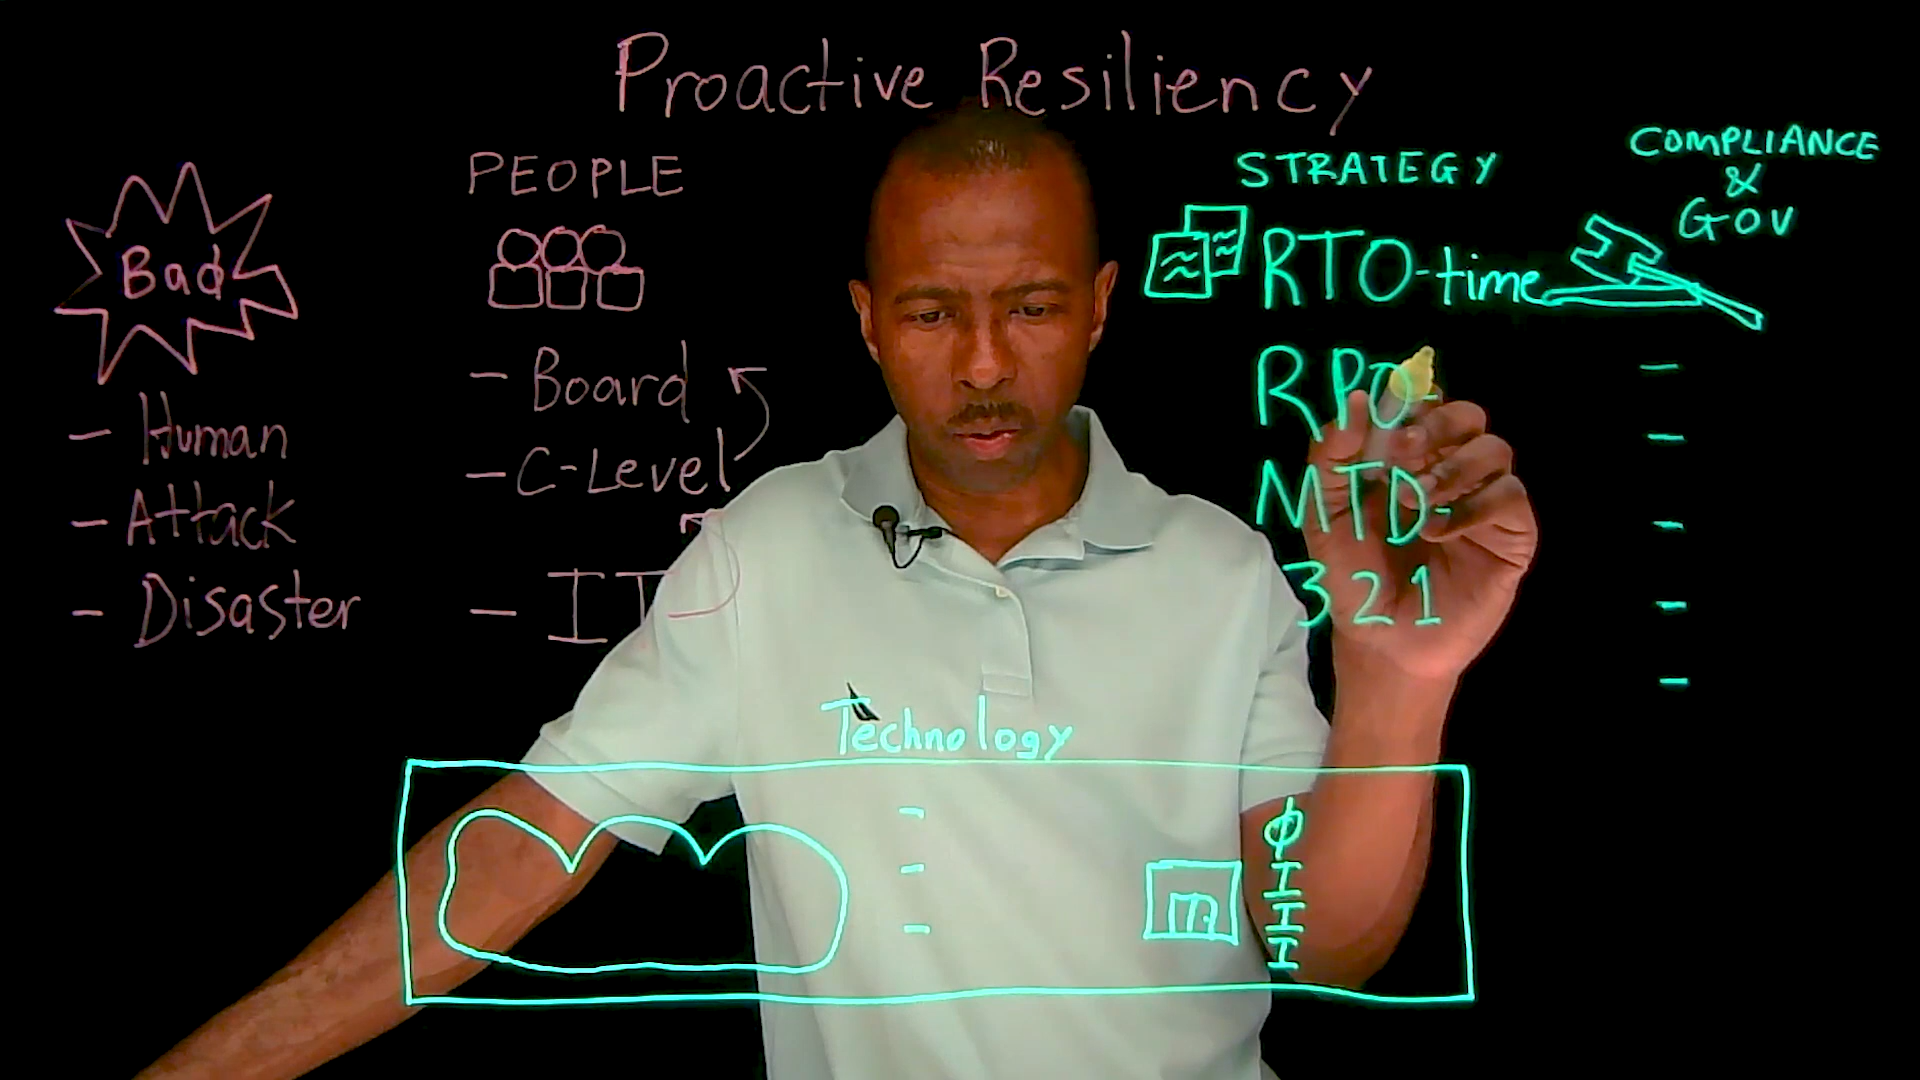 Proactive Resiliency
Bad
- Human
- Attack
- Disaster
PEOPLE
- Board
- C-Level
- IT
STRATEGY
RTO-time
RPO-
MTD-
321
COMPLIANCE
&
GOV
-
-
-
-
-
Technology
-
-
-
m